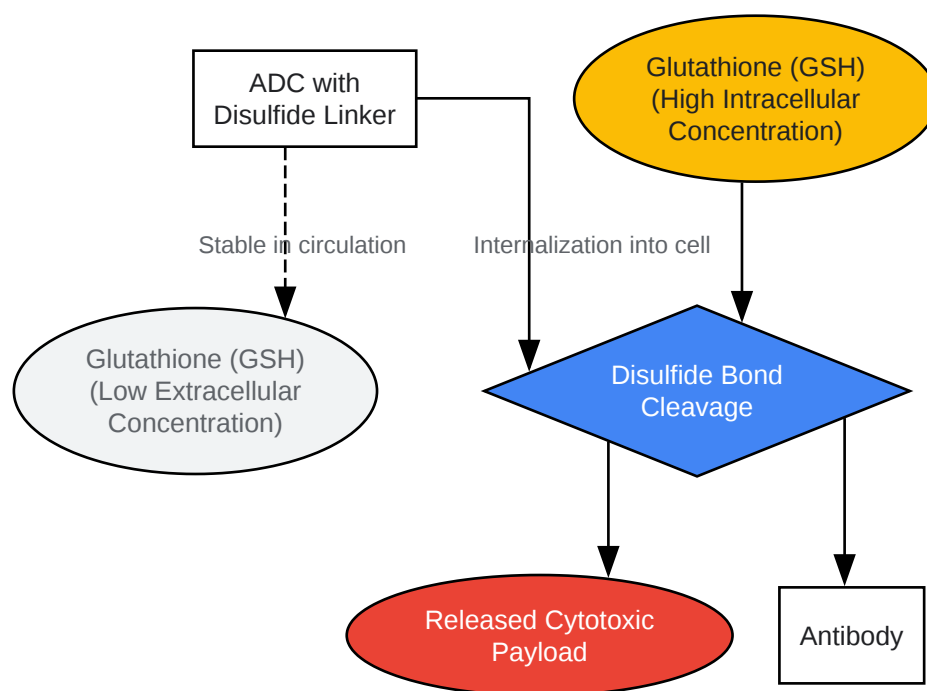 ADC with
Disulfide Linker
Glutathione (GSH)
(High Intracellular
Concentration)
Stable in circulation
Internalization into cell
Glutathione (GSH)
(Low Extracellular
Concentration)
Disulfide Bond
Cleavage
Released Cytotoxic
Payload
Antibody